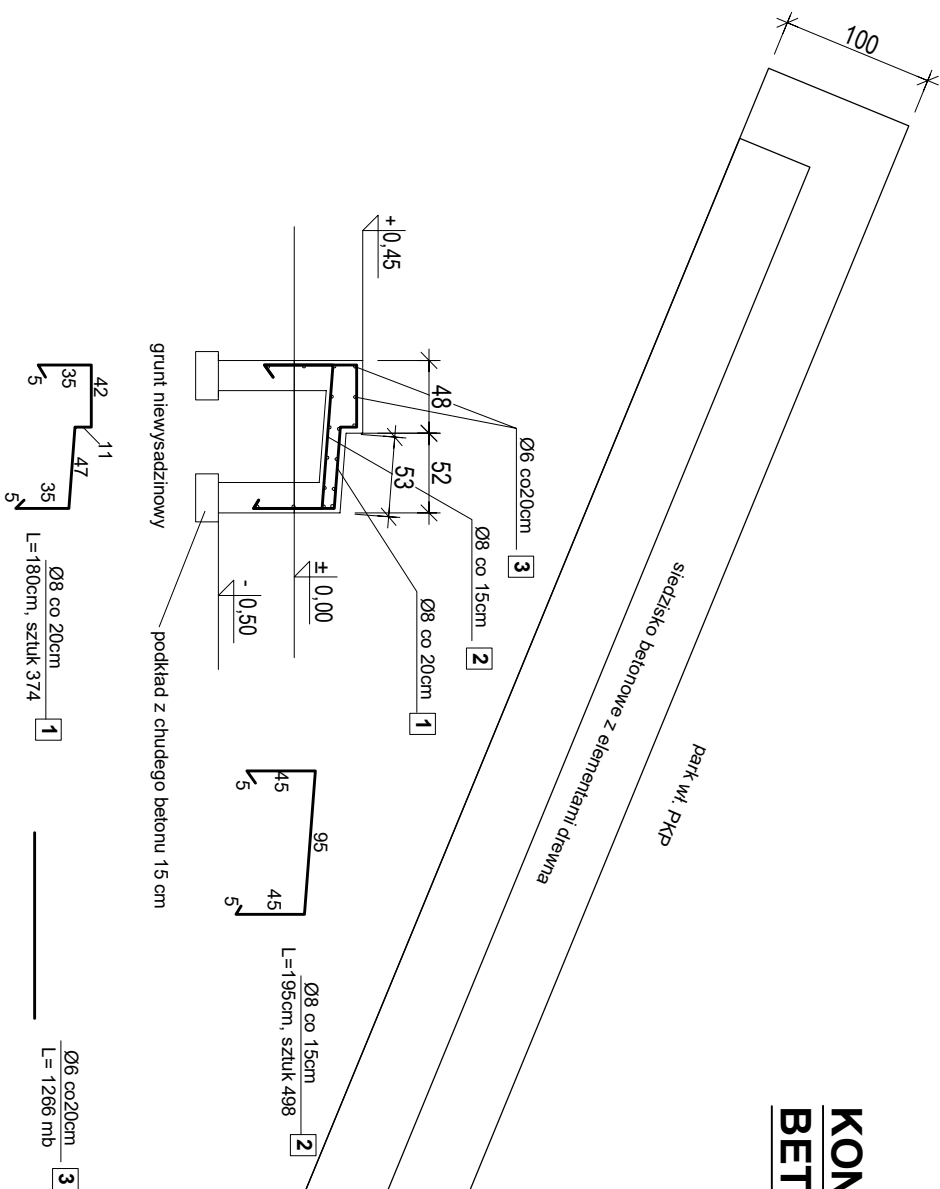 KON
BET
100
park wł. PKP
siedzisko betonowe z elementami drewna
+0,45
48
52
53
Ø6 co20cm
3
Ø8 co 15cm
2
Ø8 co 20cm
1
± 0,00
- 0,50
grunt niewysadzinowy
podkład z chudego betonu 15 cm
45
95
45
5
5
Ø8 co 15cm
L=195cm, sztuk 498
2
42
35
11
47
35
5
5
Ø8 co 20cm
L=180cm, sztuk 374
1
Ø6 co20cm
L= 1266 mb
3